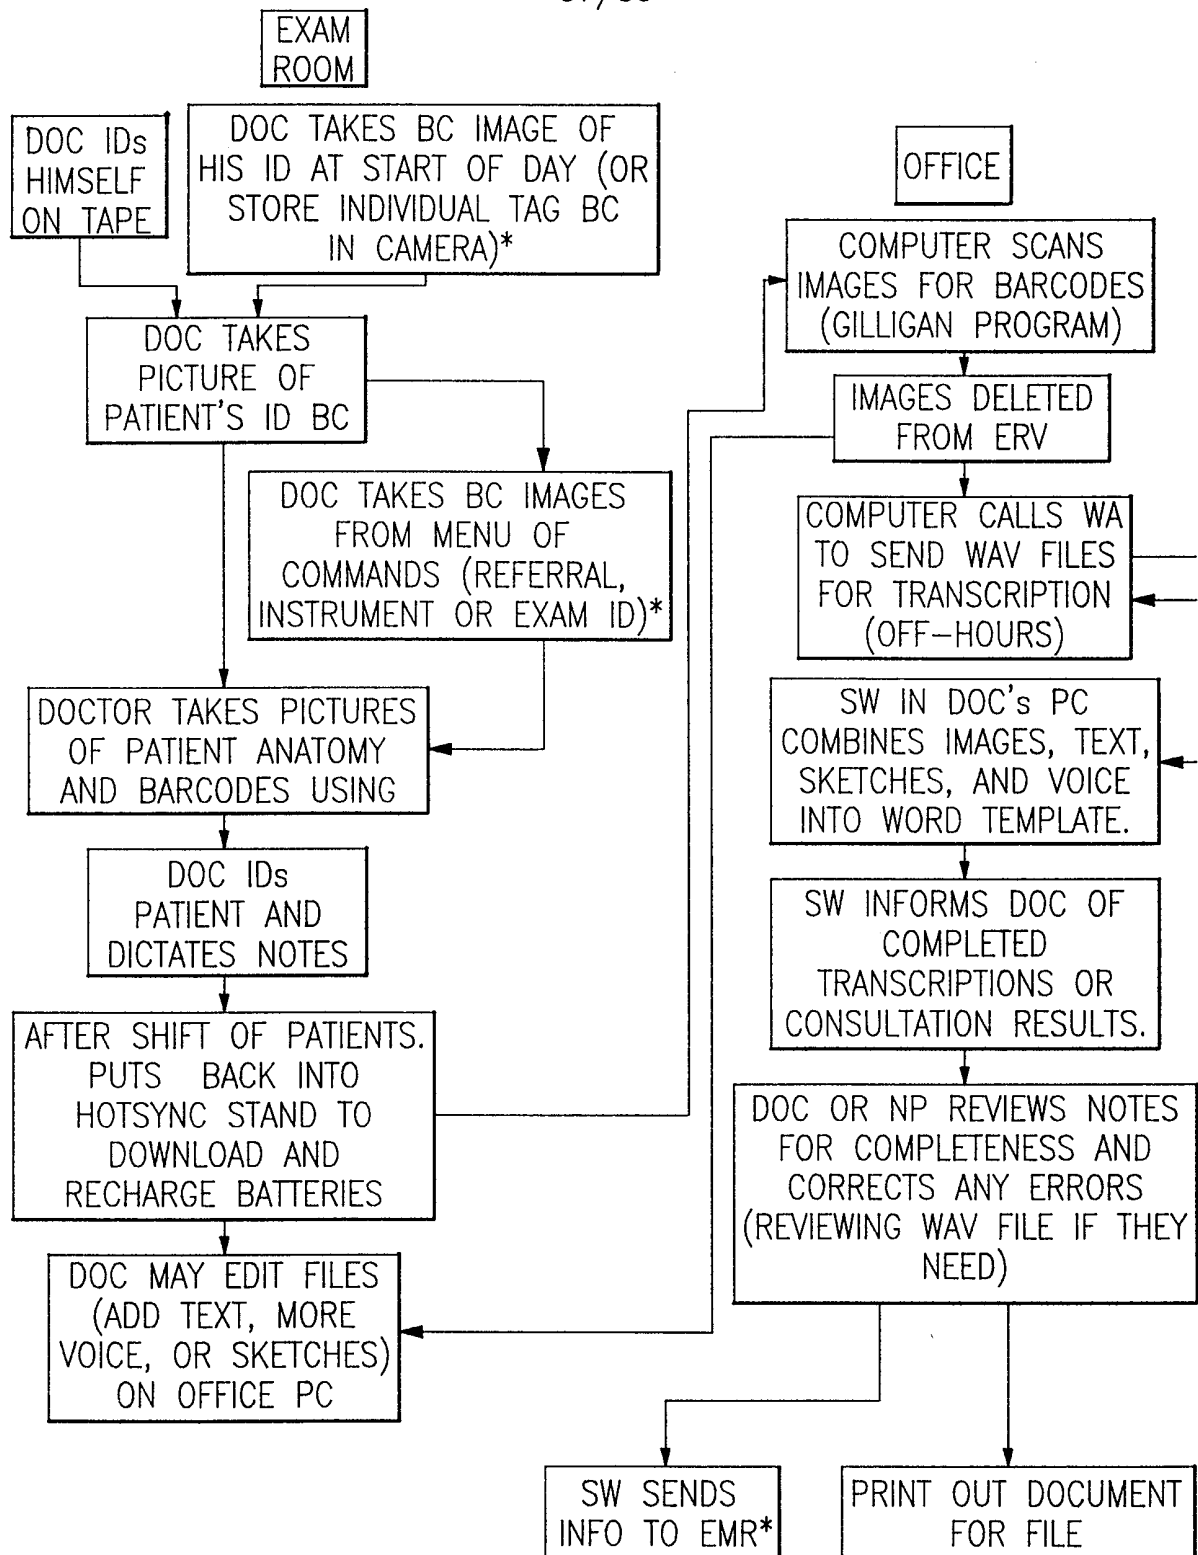 EXAM
ROOM
DOC IDs
HIMSELF
ON TAPE
DOC TAKES BC IMAGE OF
HIS ID AT START OF DAY (OR
STORE INDIVIDUAL TAG BC
IN CAMERA)*
DOC TAKES
PICTURE OF
PATIENT'S ID BC
DOC TAKES BC IMAGES
FROM MENU OF
COMMANDS (REFERRAL,
INSTRUMENT OR EXAM ID)*
DOCTOR TAKES PICTURES
OF PATIENT ANATOMY
AND BARCODES USING
DOC IDs
PATIENT AND
DICTATES NOTES
AFTER SHIFT OF PATIENTS.
PUTS BACK INTO
HOTSYNC STAND TO
DOWNLOAD AND
RECHARGE BATTERIES
DOC MAY EDIT FILES
(ADD TEXT, MORE
VOICE, OR SKETCHES)
ON OFFICE PC
OFFICE
COMPUTER SCANS
IMAGES FOR BARCODES
(GILLIGAN PROGRAM)
IMAGES DELETED
FROM ERV
COMPUTER CALLS WA
TO SEND WAV FILES
FOR TRANSCRIPTION
(OFF-HOURS)
SW IN DOC's PC
COMBINES IMAGES, TEXT,
SKETCHES, AND VOICE
INTO WORD TEMPLATE.
SW INFORMS DOC OF
COMPLETED
TRANSCRIPTIONS OR
CONSULTATION RESULTS.
DOC OR NP REVIEWS NOTES
FOR COMPLETENESS AND
CORRECTS ANY ERRORS
(REVIEWING WAV FILE IF THEY
NEED)
SW SENDS
INFO TO EMR*
PRINT OUT DOCUMENT
FOR FILE